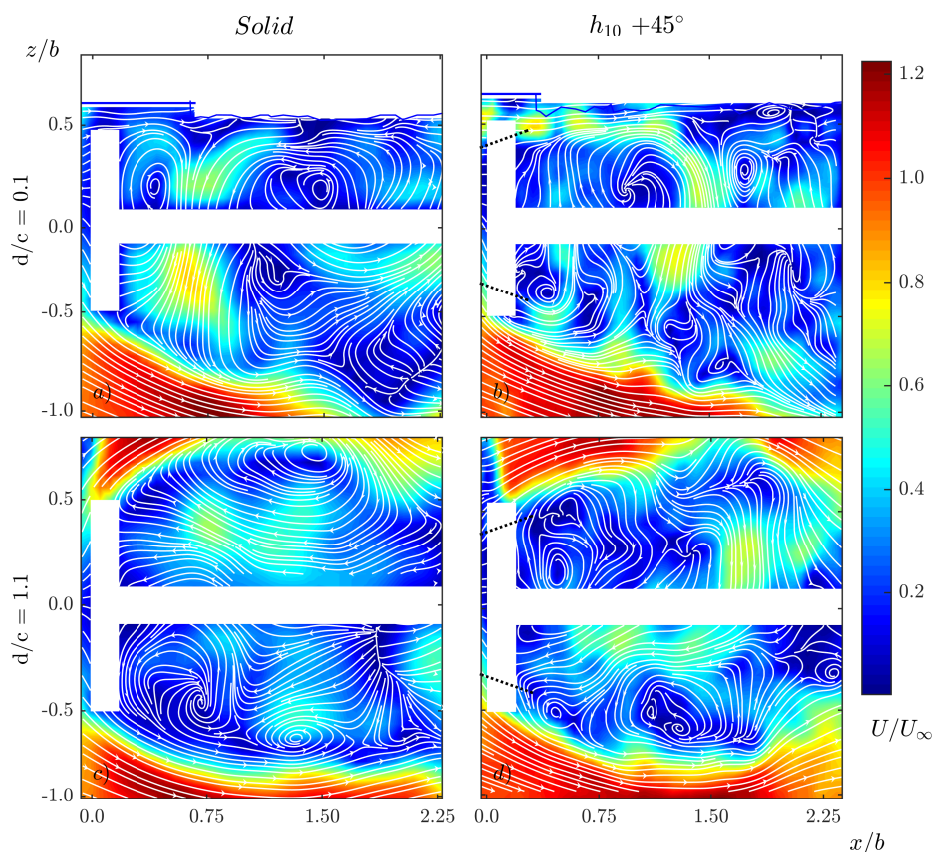 Solid
h₁₀ +45°
z/b
1.2
0.5
d/c = 0.1
1.0
0.0
0.8
-0.5
a)
b)
-1.0
0.6
0.5
0.4
d/c = 1.1
0.0
0.2
-0.5
U/U∞
c)
d)
-1.0
0.0 0.75 1.50 2.25 0.0 0.75 1.50 2.25
x/b